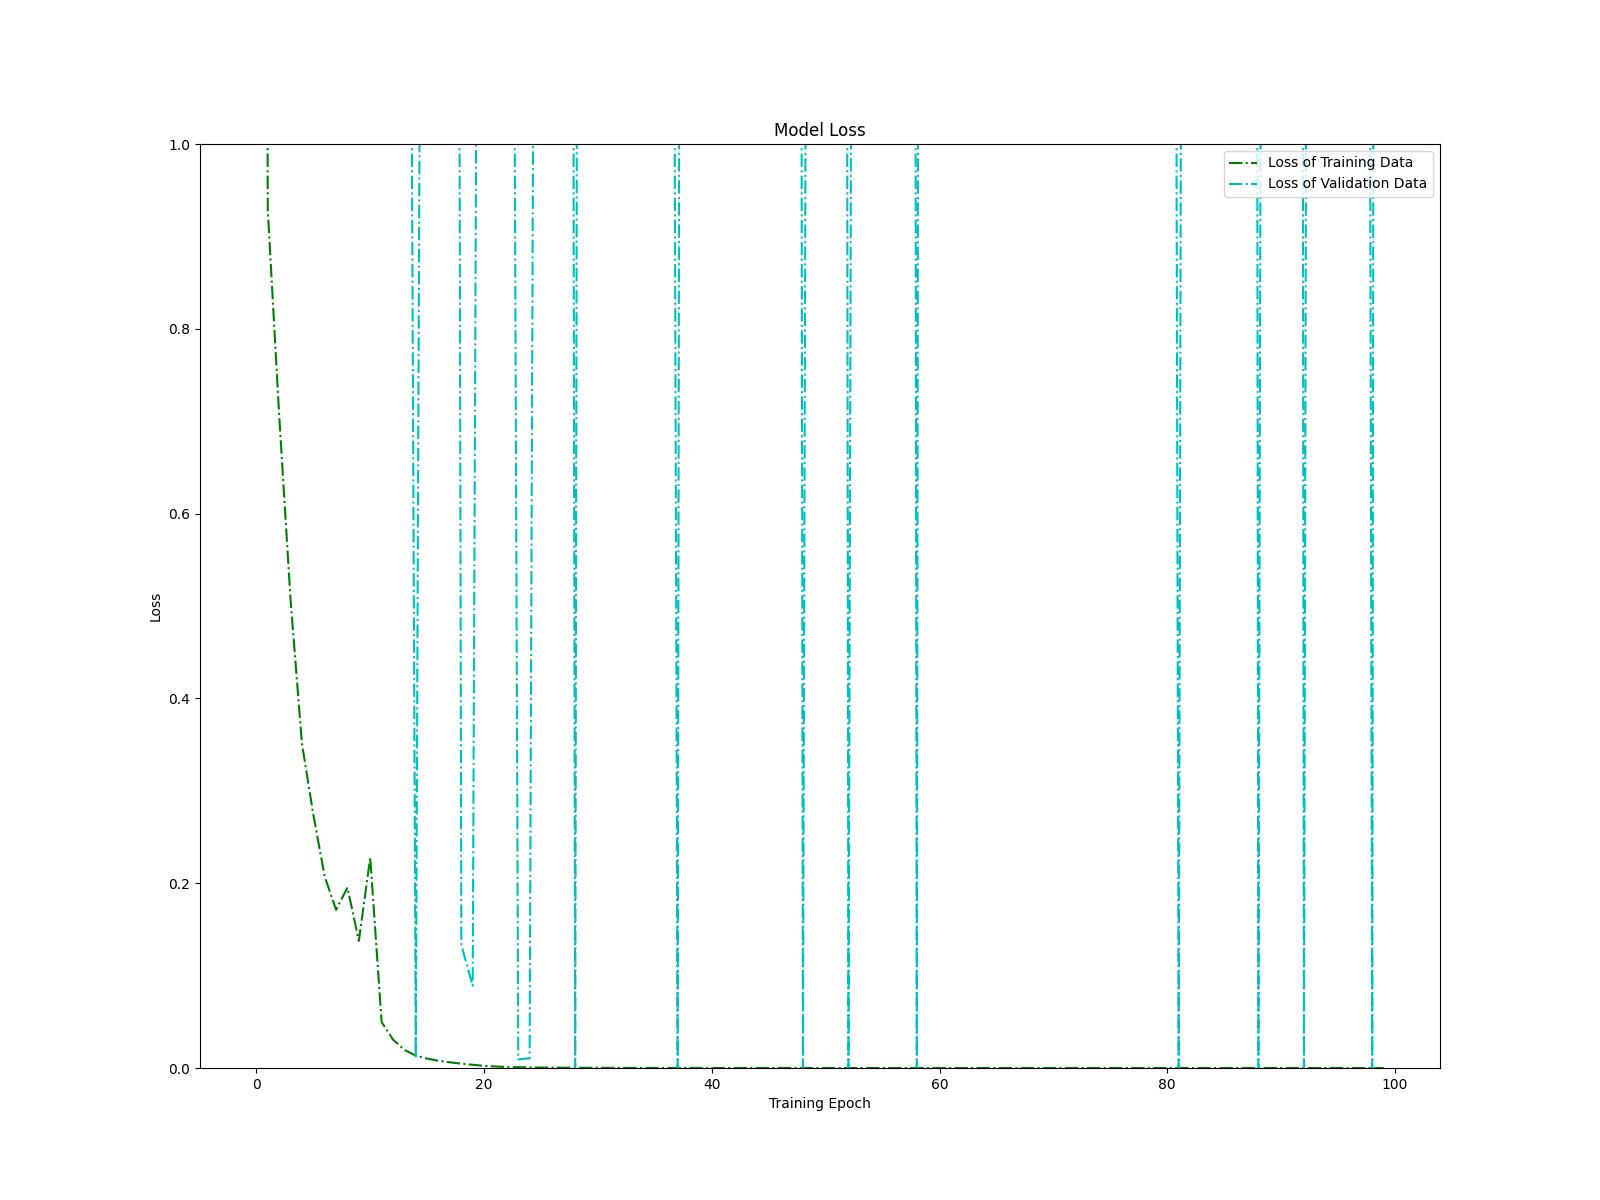 Model Loss
1.0
0.8
0.6
0.4
0.2
0.0
Loss
Loss of Training Data
Loss of Validation Data
0 20 40 60 80 100
Training Epoch